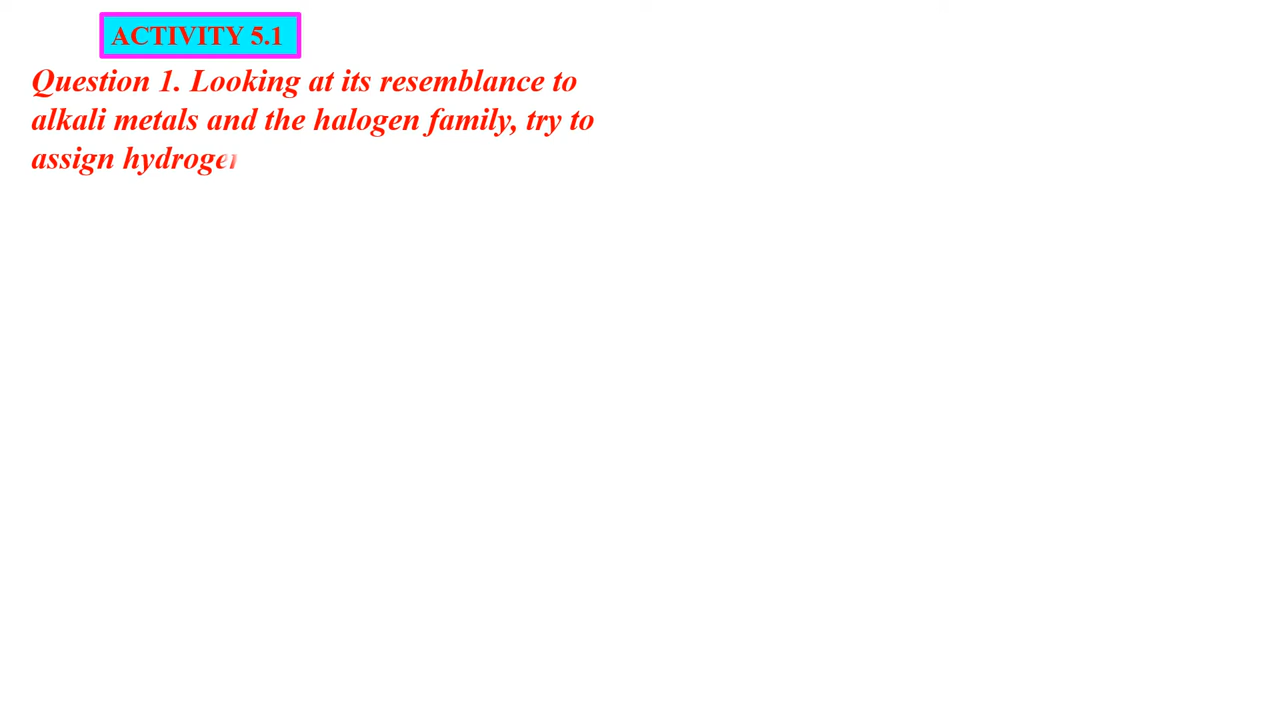 ACTIVITY 5.1
Question 1. Looking at its resemblance to
alkali metals and the halogen family, try to
assign hydrogen